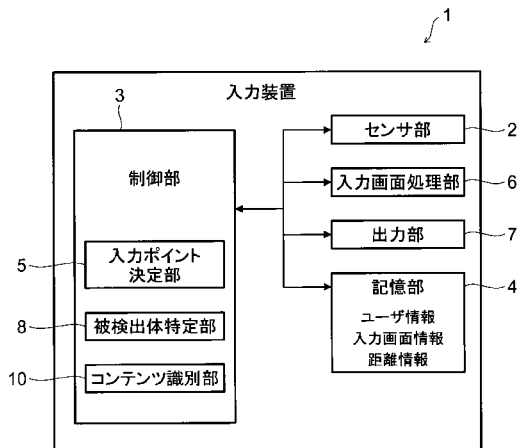 1
入力装置
3
制御部
5
入力ポイント
決定部
8
被検出体特定部
10
コンテンツ識別部
センサ部
2
入力画面処理部
6
出力部
7
記憶部
4
ユーザ情報
入力画面情報
距離情報